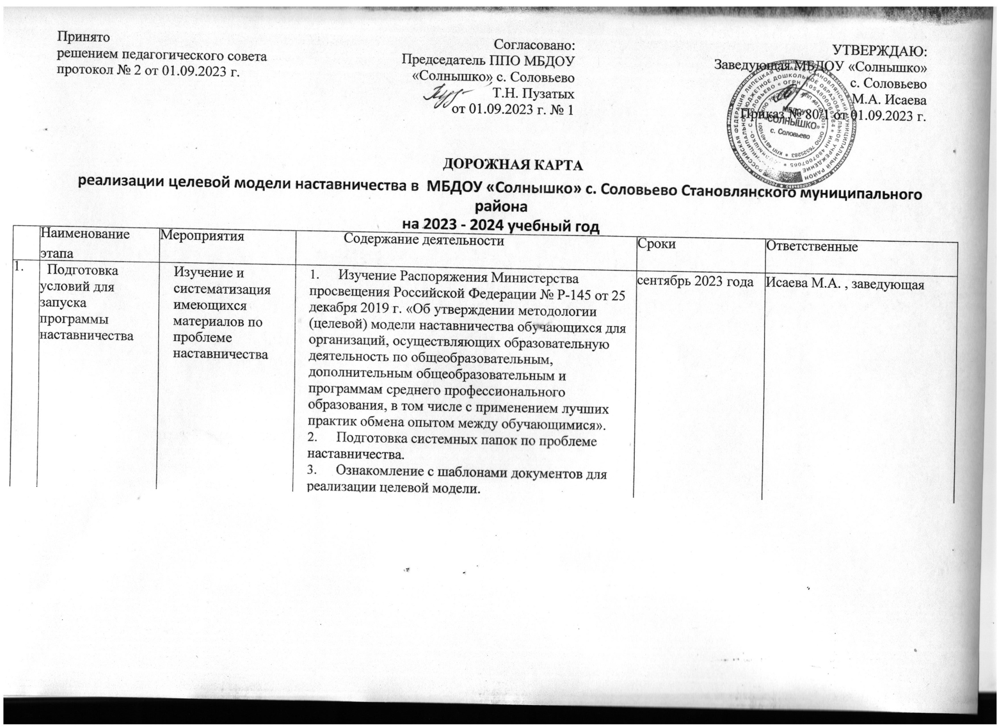 Принято
решением педагогического совета
протокол № 2 от 01.09.2023 г.
Согласовано:
Председатель ППО МБДОУ
«Солнышко» с. Соловьево
Т.Н. Пузатых
от 01.09.2023 г. № 1
УТВЕРЖДАЮ:
Заведующая МБДОУ «Солнышко»
с. Соловьево
М.А. Исаева
Приказ № 80/1 от 01.09.2023 г.
МБДОУ
«СОЛНЫШКО»
с. Соловьево
ДОРОЖНАЯ КАРТА
реализации целевой модели наставничества в МБДОУ «Солнышко» с. Соловьево Становлянского муниципального
района
на 2023 - 2024 учебный год
Наименование
этапа
Мероприятия
Содержание деятельности
Сроки
Ответственные
1.
Подготовка
условий для
запуска
программы
наставничества
Изучение и
систематизация
имеющихся
материалов по
проблеме
наставничества
1. Изучение Распоряжения Министерства
просвещения Российской Федерации № Р-145 от 25
декабря 2019 г. «Об утверждении методологии
(целевой) модели наставничества обучающихся для
организаций, осуществляющих образовательную
деятельность по общеобразовательным,
дополнительным общеобразовательным и
программам среднего профессионального
образования, в том числе с применением лучших
практик обмена опытом между обучающимися».
2. Подготовка системных папок по проблеме
наставничества.
3. Ознакомление с шаблонами документов для
реализации целевой модели.
сентябрь 2023 года
Исаева М.А. , заведующая